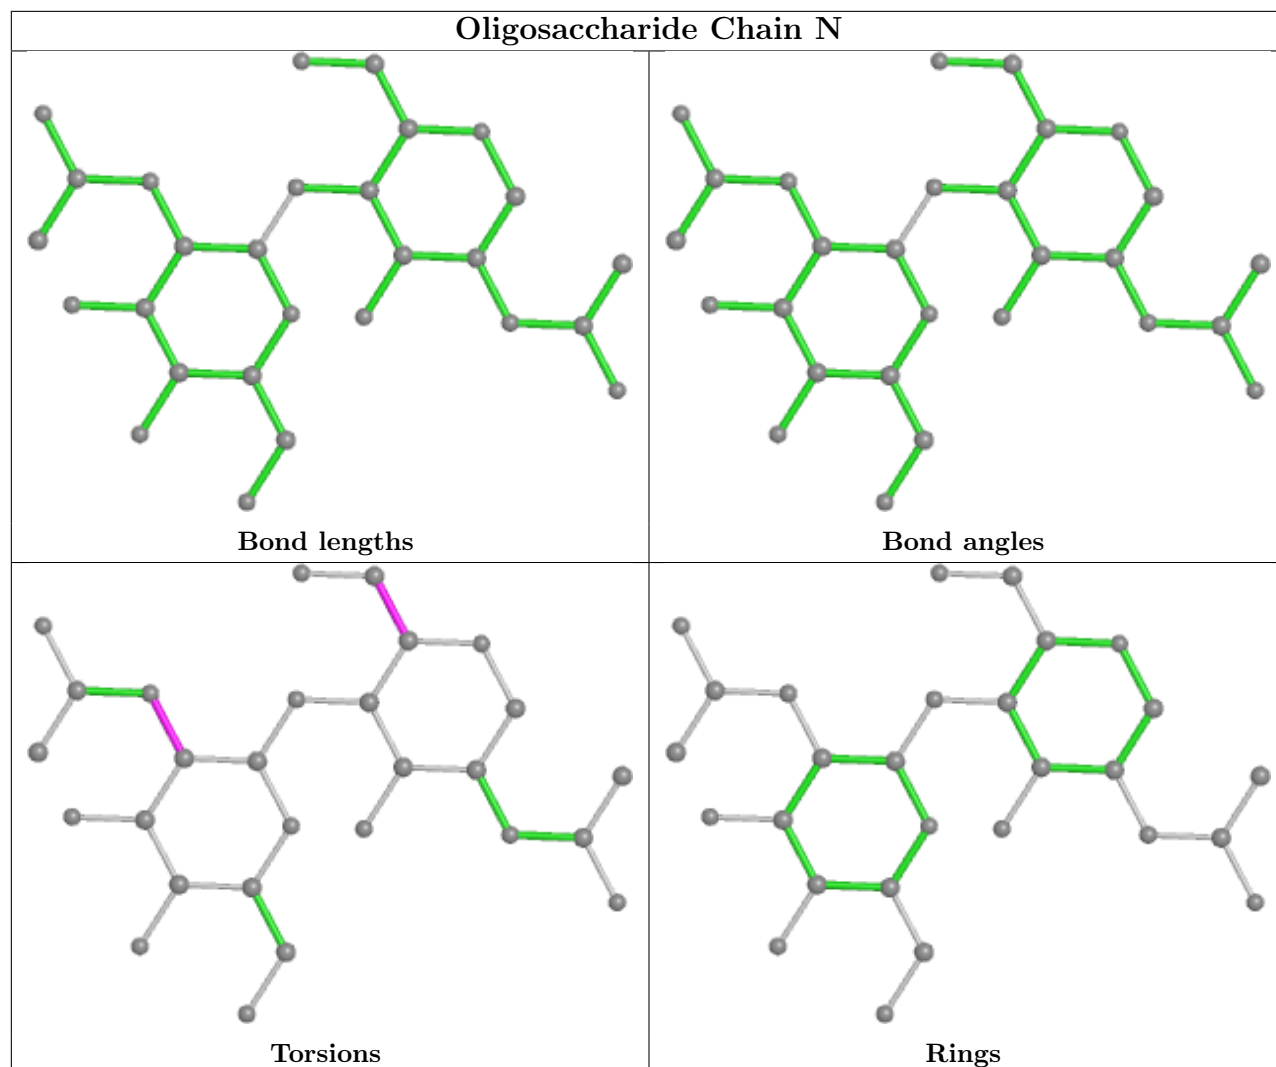 Oligosaccharide Chain N
Bond lengths
Bond angles
Torsions
Rings